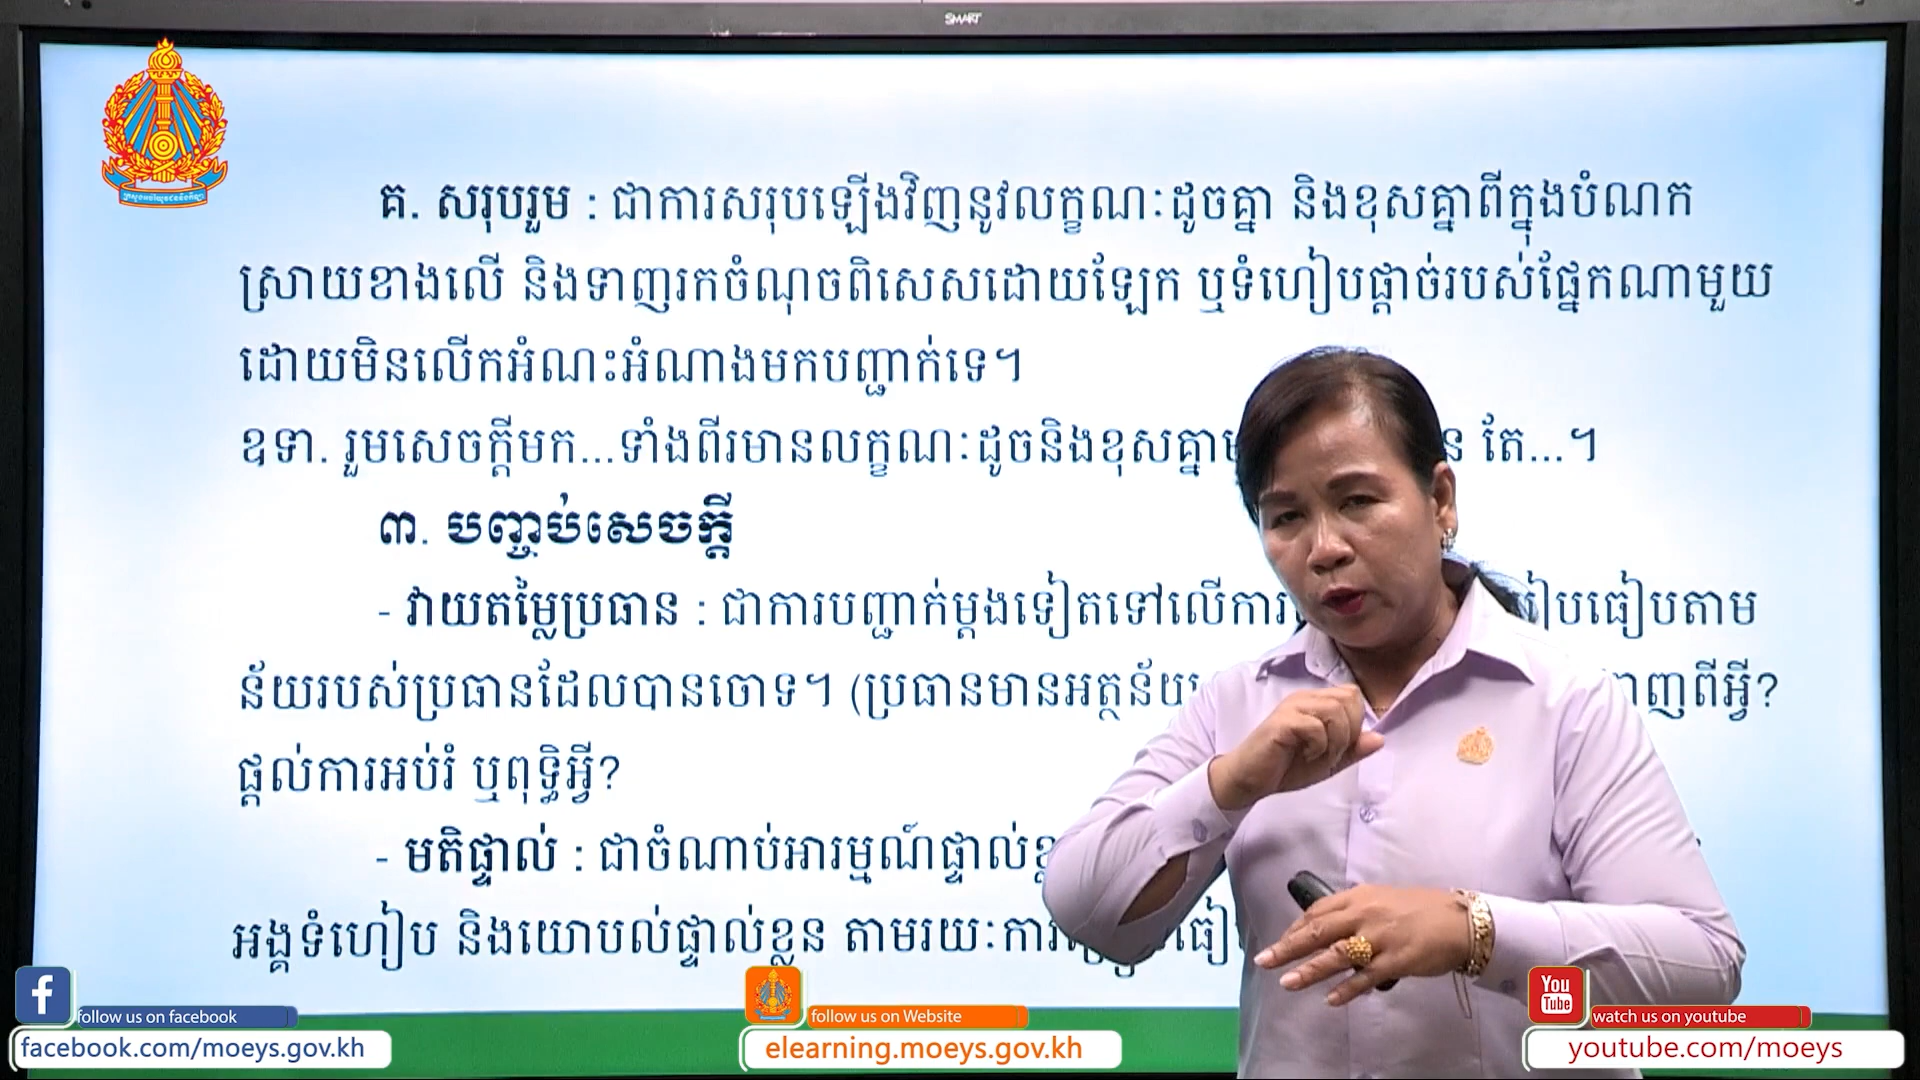 SMART
គ. សរុបរួម : ជាការសរុបឡើងវិញនូវលក្ខណៈដូចគ្នា និងខុសគ្នាពីក្នុងបំណក
ស្រាយខាងលើ និងទាញរកចំណុចពិសេសដោយឡែក ឬទំហៀបផ្តាច់របស់ផ្នែកណាមួយ
ដោយមិនលើកអំណះអំណាងមកបញ្ជាក់ទេ។
ឧទា. រួមសេចក្តីមក...ទាំងពីរមានលក្ខណៈដូចនិងខុសគ្នា តែ...។
៣. បញ្ចប់សេចក្តី
- វាយតម្លៃប្រធាន : ជាការបញ្ជាក់ម្តងទៀតទៅលើការ រៀបធៀបតាម
ន័យរបស់ប្រធានដែលបានចោទ។ (ប្រធានមានអត្ថន័យ ពីអ្វី?
ផ្តល់ការអប់រំ ឬពុទ្ធិអ្វី?
- មតិផ្ទាល់ : ជាចំណាប់អារម្មណ៍ផ្ទាល់
អង្គទំហៀប និងយោបល់ផ្ទាល់ខ្លួន តាមរយៈការ
follow us on facebook
facebook.com/moeys.gov.kh
follow us on Website
elearning.moeys.gov.kh
You Tube
watch us on youtube
youtube.com/moeys